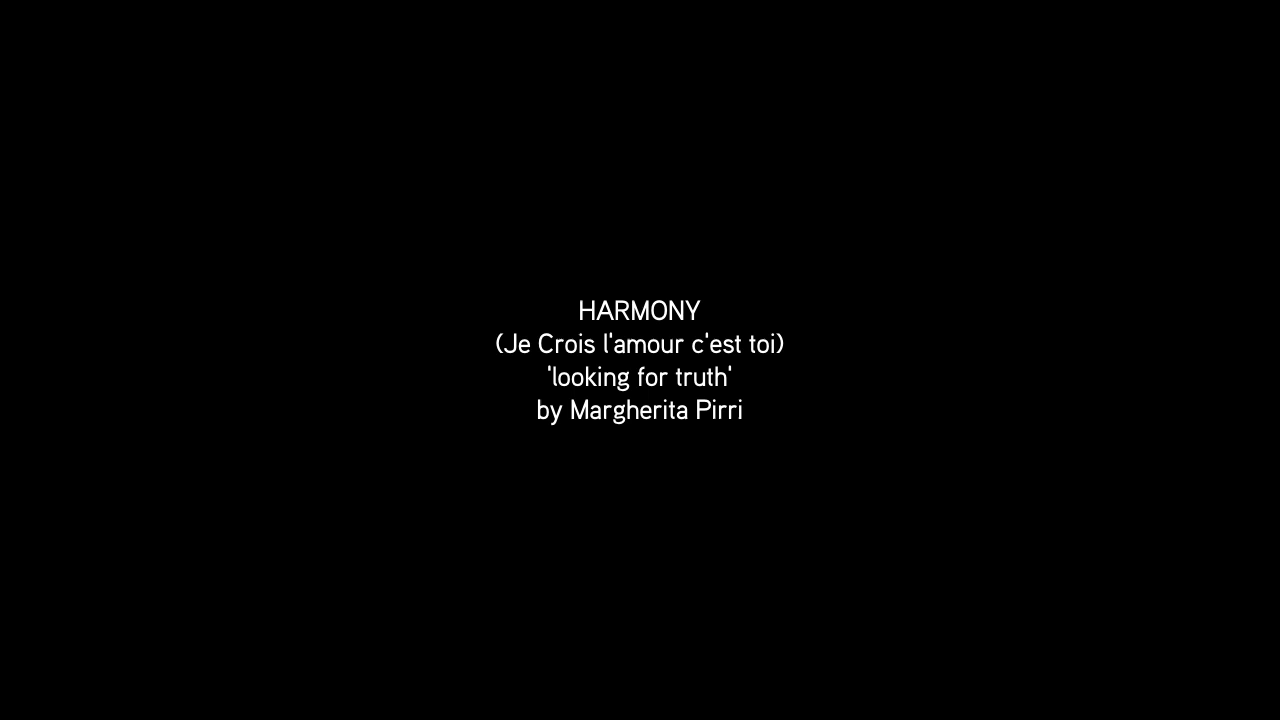 HARMONY
(Je Crois l'amour c'est toi)
'looking for truth'
by Margherita Pirri